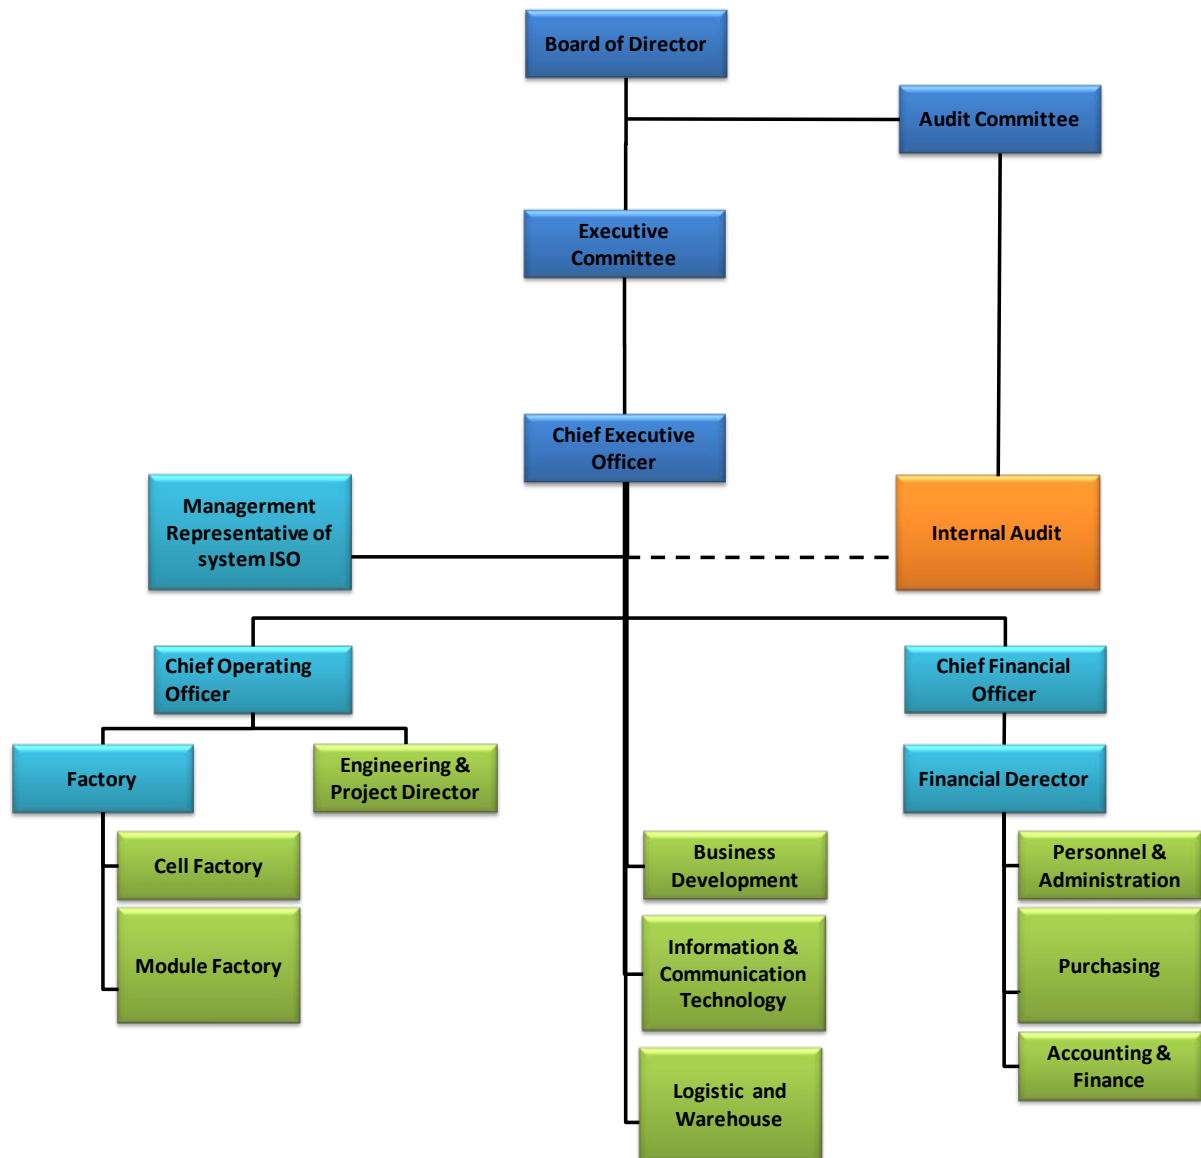 Board of Director
Audit Committee
Executive
Committee
Chief Executive
Officer
Managerment
Representative of
system ISO
Internal Audit
Chief Operating
Officer
Chief Financial
Officer
Factory
Engineering &
Project Director
Financial Derector
Cell Factory
Business
Development
Personnel &
Administration
Module Factory
Information &
Communication
Technology
Purchasing
Logistic and
Warehouse
Accounting &
Finance